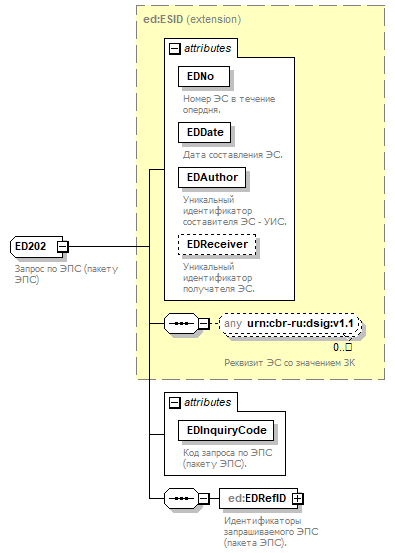 ed:ESID (extension)
attributes
EDNo
Номер ЭС в течение
опердня.
EDDate
Дата составления ЭС.
EDAuthor
Уникальный
идентификатор
составителя ЭС - УИС.
EDReceiver
Уникальный
идентификатор
получателя ЭС.
ED202
Запрос по ЭПС (пакету
ЭПС)
any urn:cbr-ru:dsig:v1.1
0..
Реквизит ЭС со значением ЗК
attributes
EDInquiryCode
Код запроса по ЭПС
(пакету ЭПС).
ed:EDRefID
Идентификаторы
запрашиваемого ЭПС
(пакета ЭПС).